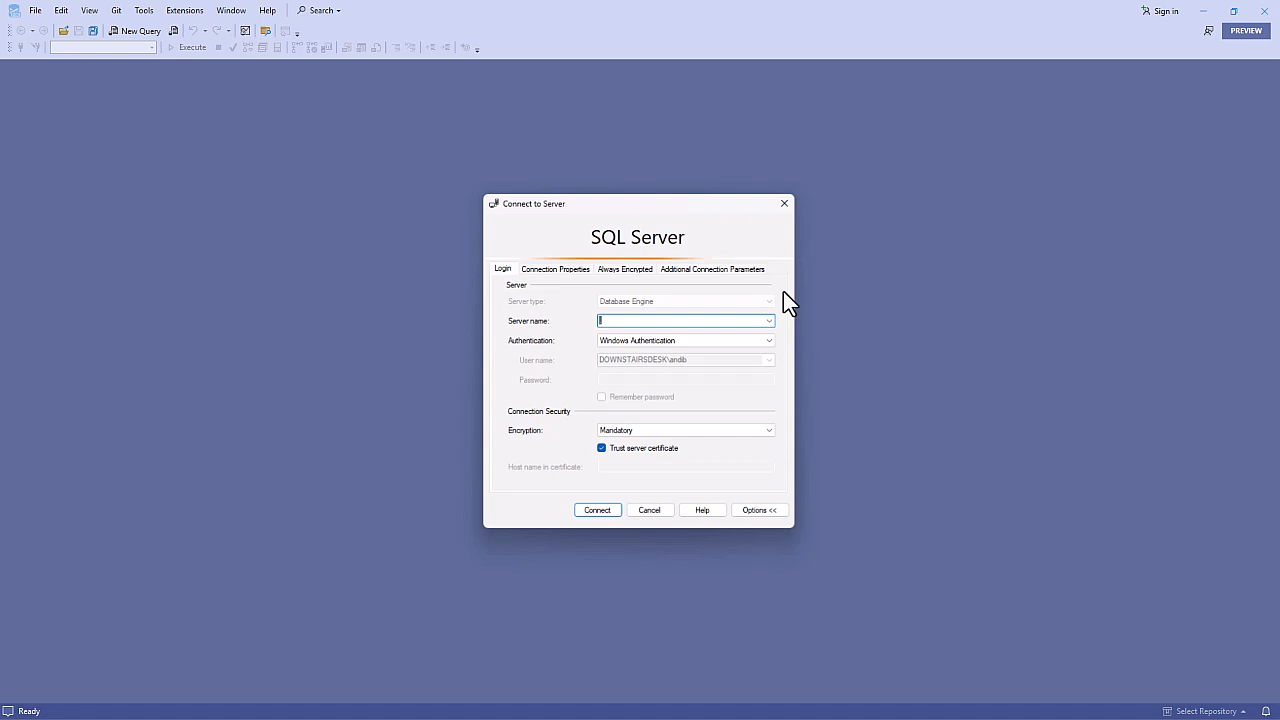 File Edit View Git Tools Extensions Window Help Search Sign in
New Query PREVIEW
Execute
Connect to Server
SQL Server
Login Connection Properties Always Encrypted Additional Connection Parameters
Server
Server type: Database Engine
Server name:
Authentication: Windows Authentication
User name: DOWNSTAIRSDESK\andib
Password:
Remember password
Connection Security
Encryption: Mandatory
Trust server certificate
Host name in certificate:
Connect Cancel Help Options <<
Ready Select Repository